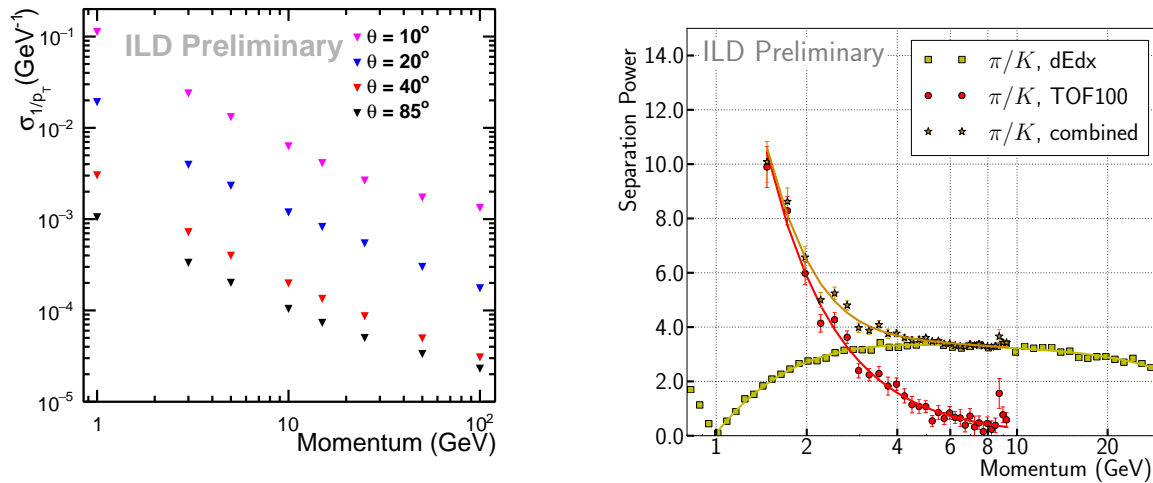 ILD Preliminary
θ = 10°
θ = 20°
θ = 40°
θ = 85°
σ1/pT (GeV⁻¹)
10⁻¹
10⁻²
10⁻³
10⁻⁴
10⁻⁵
1
10
10²
Momentum (GeV)
ILD Preliminary
π/K, dEdx
π/K, TOF100
π/K, combined
Separation Power
14.0
12.0
10.0
8.0
6.0
4.0
2.0
0.0
1 2 4 6 8 10 20
Momentum (GeV)